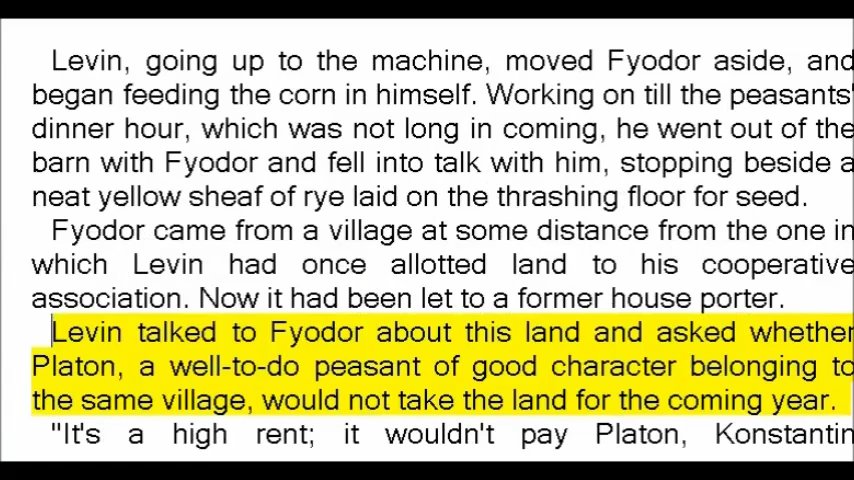 Levin, going up to the machine, moved Fyodor aside, and
began feeding the corn in himself. Working on till the peasants'
dinner hour, which was not long in coming, he went out of the
barn with Fyodor and fell into talk with him, stopping beside a
neat yellow sheaf of rye laid on the thrashing floor for seed.
Fyodor came from a village at some distance from the one in
which Levin had once allotted land to his cooperative
association. Now it had been let to a former house porter.
Levin talked to Fyodor about this land and asked whether
Platon, a well-to-do peasant of good character belonging to
the same village, would not take the land for the coming year.
"It's a high rent; it wouldn't pay Platon, Konstantin